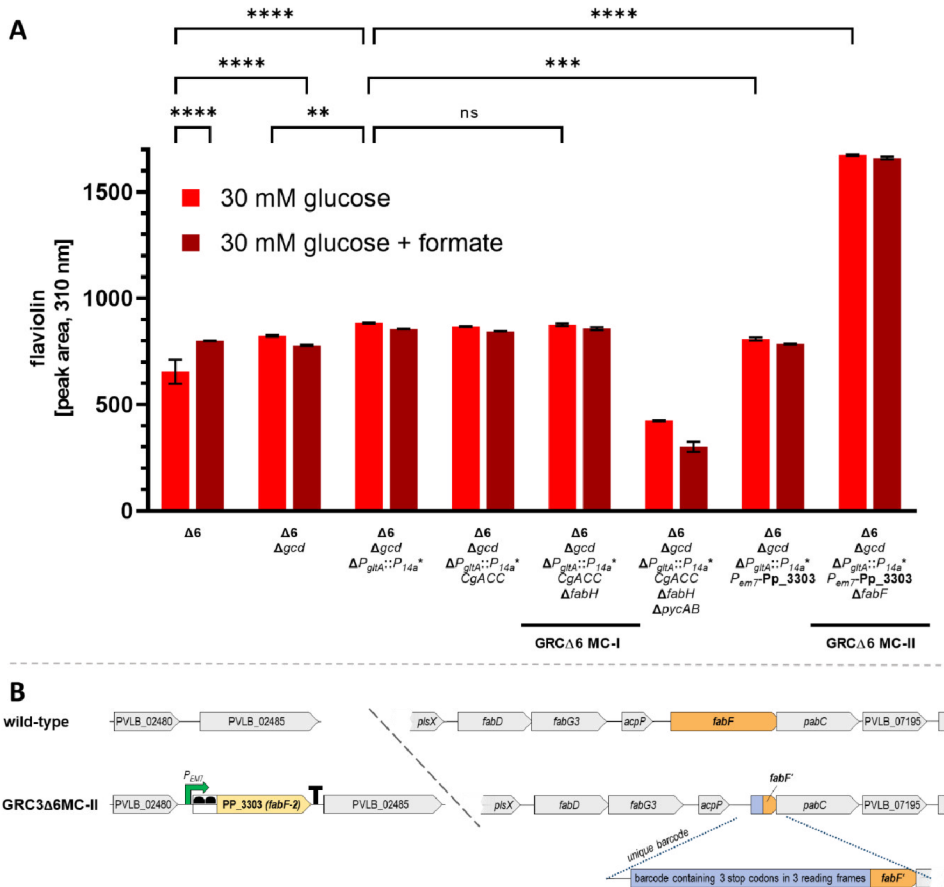 A
****
****
****
***
****
**
ns
1500
1000
500
0
flaviolin
[peak area, 310 nm]
30 mM glucose
30 mM glucose + formate
Δ6
Δ6
Δgcd
Δ6
Δgcd
ΔPgltA::P14a*
Δ6
Δgcd
ΔPgltA::P14a*
CgACC
Δ6
Δgcd
ΔPgltA::P14a*
CgACC
ΔfabH
Δ6
Δgcd
ΔPgltA::P14a*
CgACC
ΔfabH
ΔpycAB
Δ6
Δgcd
ΔPgltA::P14a*
Pem7-Pp_3303
Δ6
Δgcd
ΔPgltA::P14a*
Pem7-Pp_3303
ΔfabF
GRCΔ6 MC-I
GRCΔ6 MC-II
B
wild-type
PVLB_02480
PVLB_02485
plsX
fabD
fabG3
acpP
fabF
pabC
PVLB_07195
GRC3Δ6MC-II
PVLB_02480
PEM7
PP_3303 (fabF-2)
PVLB_02485
plsX
fabD
fabG3
acpP
fabF'
pabC
PVLB_07195
unique barcode
barcode containing 3 stop codons in 3 reading frames
fabF'